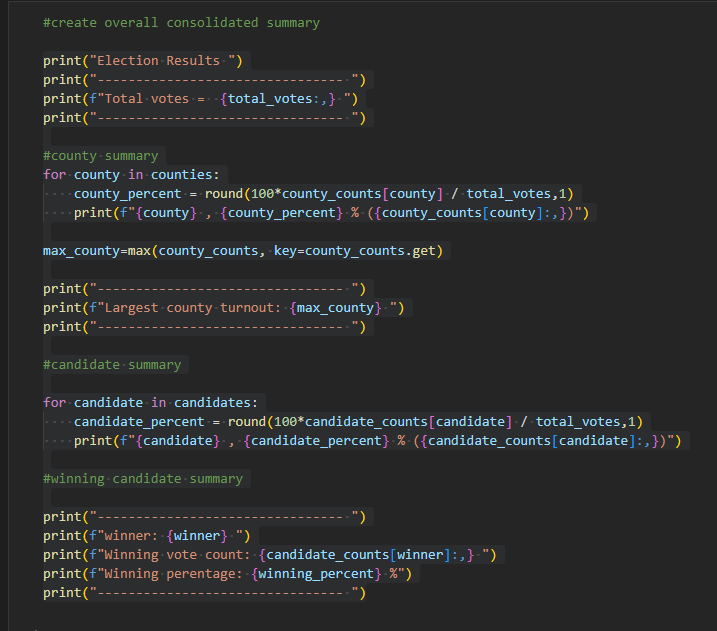 #create overall consolidated summary
print("Election Results ")
print("-------------------------------- ")
print(f"Total votes =  {total_votes:,} ")
print("-------------------------------- ")
#county summary
for county in counties:
    county_percent = round(100*county_counts[county] / total_votes,1)
    print(f"{county} , {county_percent} % ({county_counts[county]:,})")
max_county=max(county_counts, key=county_counts.get)
print("-------------------------------- ")
print(f"Largest county turnout: {max_county} ")
print("-------------------------------- ")
#candidate summary
for candidate in candidates:
    candidate_percent = round(100*candidate_counts[candidate] / total_votes,1)
    print(f"{candidate} , {candidate_percent} % ({candidate_counts[candidate]:,})")
#winning candidate summary
print("-------------------------------- ")
print(f"winner: {winner} ")
print(f"Winning vote count: {candidate_counts[winner]:,} ")
print(f"Winning perentage: {winning_percent} %")
print("-------------------------------- ")